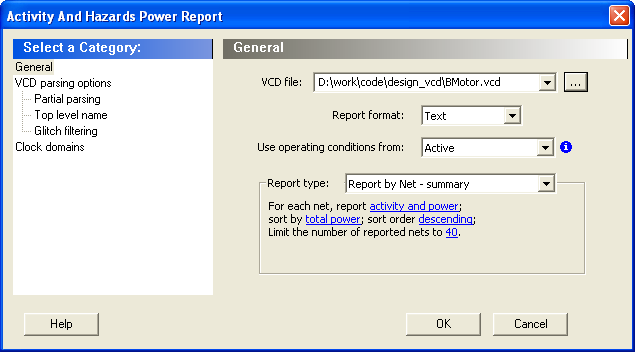 Activity And Hazards Power Report
Select a Category:
General
VCD parsing options
Partial parsing
Top level name
Glitch filtering
Clock domains
General
VCD file: D:\work\code\design_vcd\BMotor.vcd ...
Report format: Text
Use operating conditions from: Active
Report type: Report by Net - summary
For each net, report activity and power;
sort by total power; sort order descending;
Limit the number of reported nets to 40.
Help OK Cancel